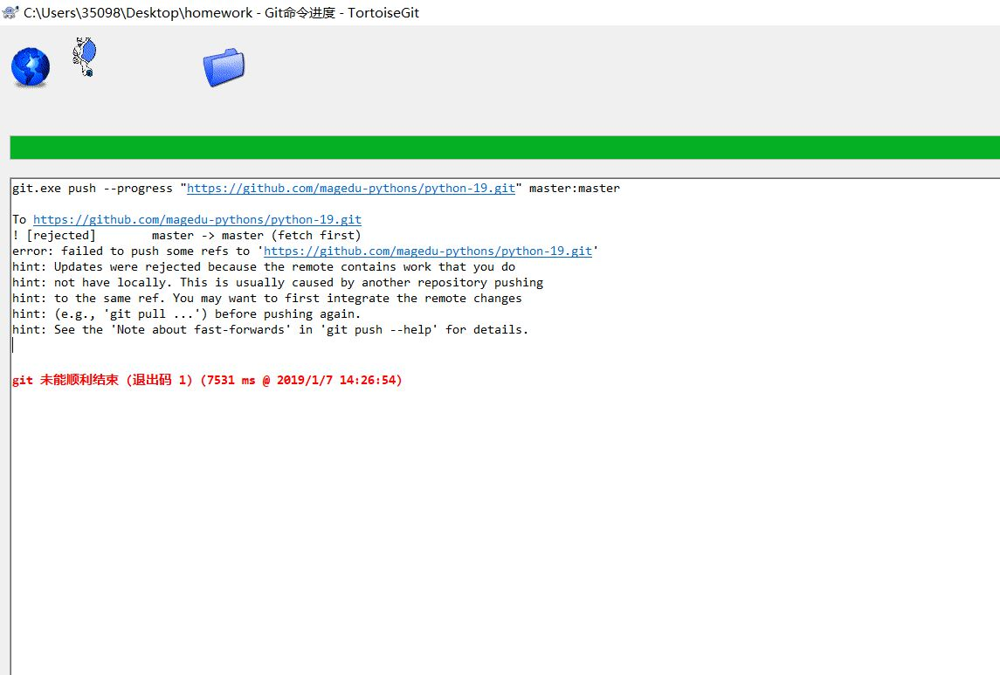 C:\Users\35098\Desktop\homework - Git命令进度 - TortoiseGit
git.exe push --progress "https://github.com/magedu-pythons/python-19.git" master:master
To https://github.com/magedu-pythons/python-19.git
! [rejected]        master -> master (fetch first)
error: failed to push some refs to 'https://github.com/magedu-pythons/python-19.git'
hint: Updates were rejected because the remote contains work that you do
hint: not have locally. This is usually caused by another repository pushing
hint: to the same ref. You may want to first integrate the remote changes
hint: (e.g., 'git pull ...') before pushing again.
hint: See the 'Note about fast-forwards' in 'git push --help' for details.
git 未能顺利结束 (退出码 1) (7531 ms @ 2019/1/7 14:26:54)